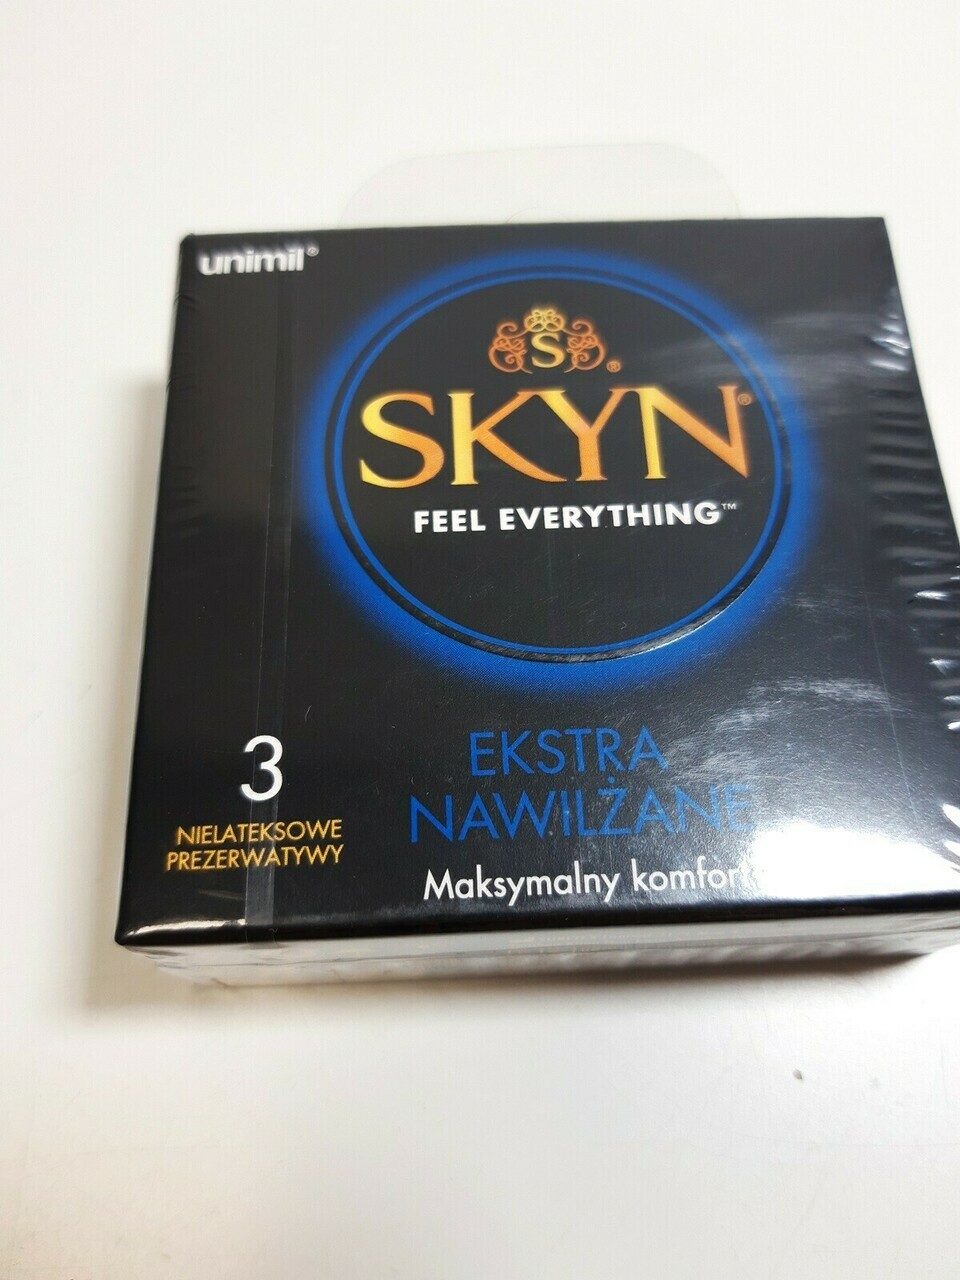 unimil®
S®
SKYN®
FEEL EVERYTHING™
3
NIELATEKSOWE
PREZERWATYWY
EKSTRA
NAWILŻANE
Maksymalny komfort